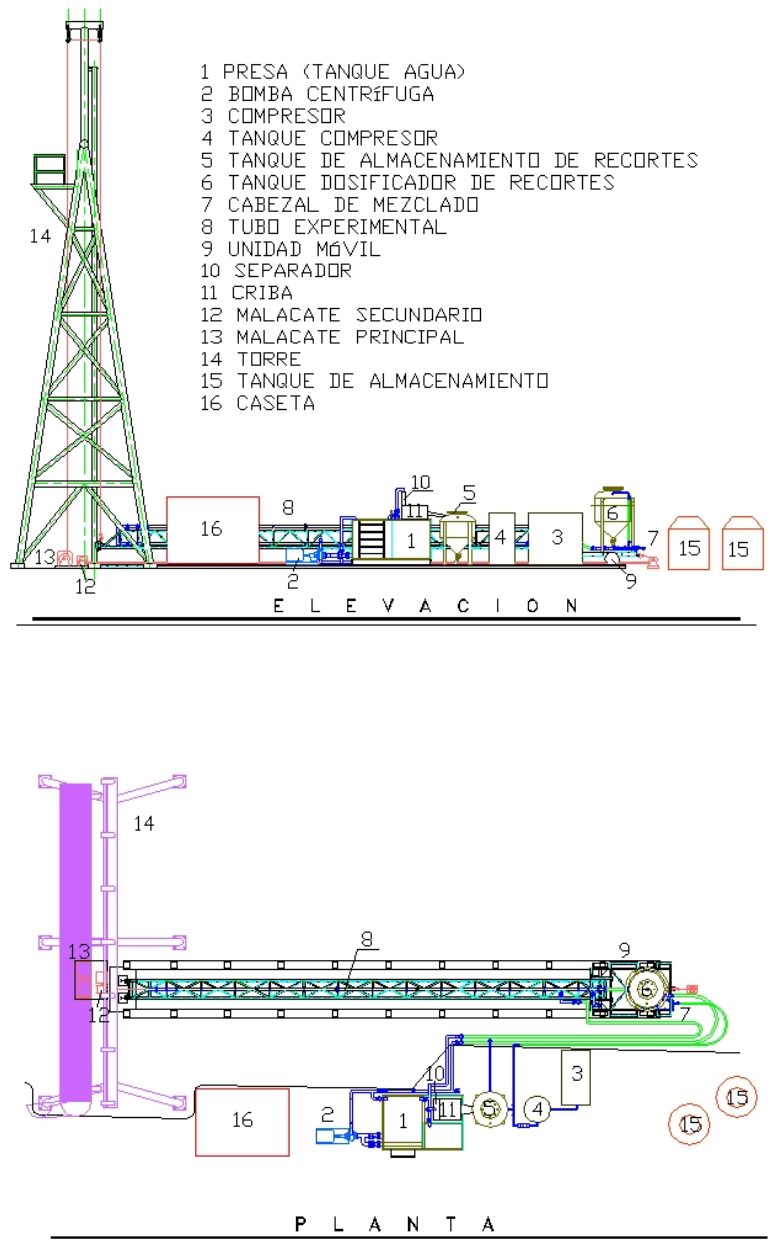 1 PRESA (TANQUE AGUA)
2 BOMBA CENTRÍFUGA
3 COMPRESOR
4 TANQUE COMPRESOR
5 TANQUE DE ALMACENAMIENTO DE RECORTES
6 TANQUE DOSIFICADOR DE RECORTES
7 CABEZAL DE MEZCLADO
8 TUBO EXPERIMENTAL
9 UNIDAD MÓVIL
10 SEPARADOR
11 CRIBA
12 MALACATE SECUNDARIO
13 MALACATE PRINCIPAL
14 TORRE
15 TANQUE DE ALMACENAMIENTO
16 CASETA
14
10
5
8
11
6
16
1
4
3
7
15
15
13
12
2
9
E L E V A C I O N
14
8
9
13
6
12
7
10
3
16
2
1
11
5
4
15
15
P L A N T A